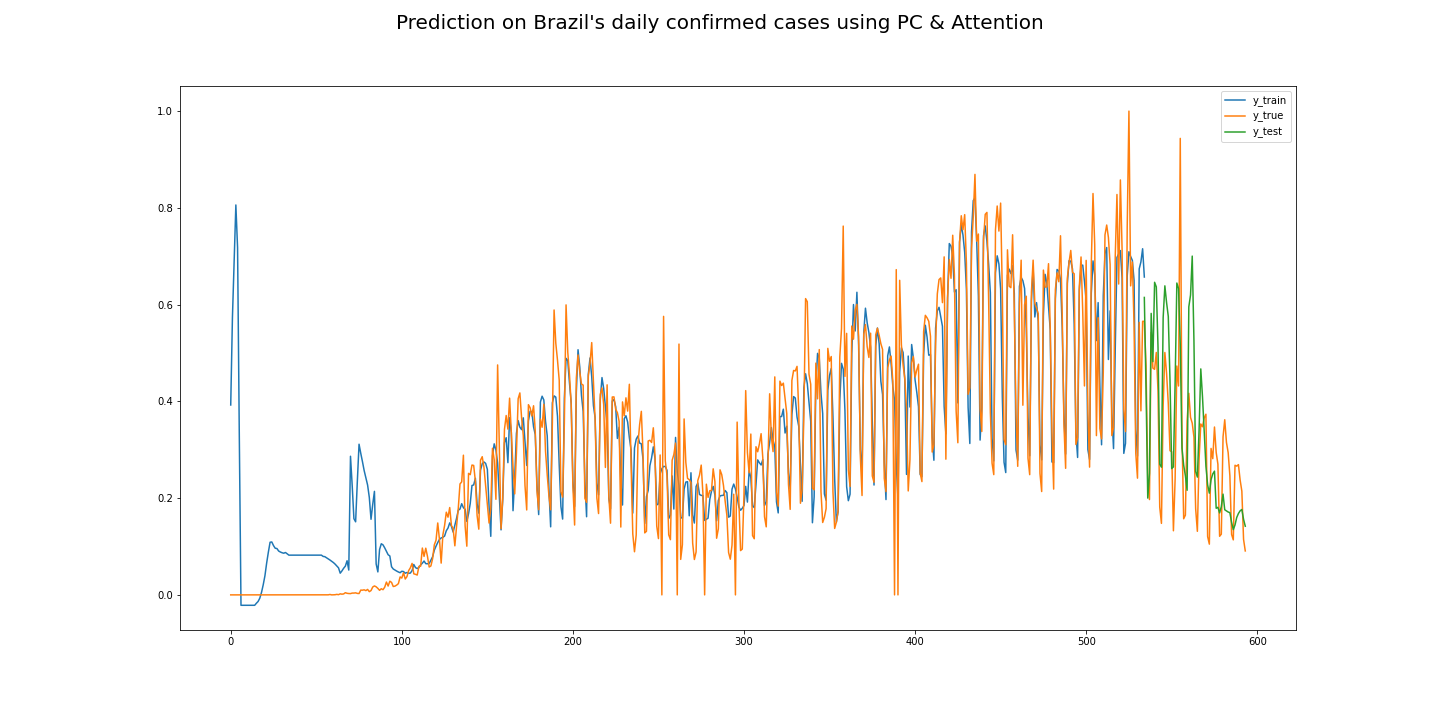 Prediction on Brazil's daily confirmed cases using PC & Attention
y_train
y_true
y_test
1.0
0.8
0.6
0.4
0.2
0.0
0 100 200 300 400 500 600